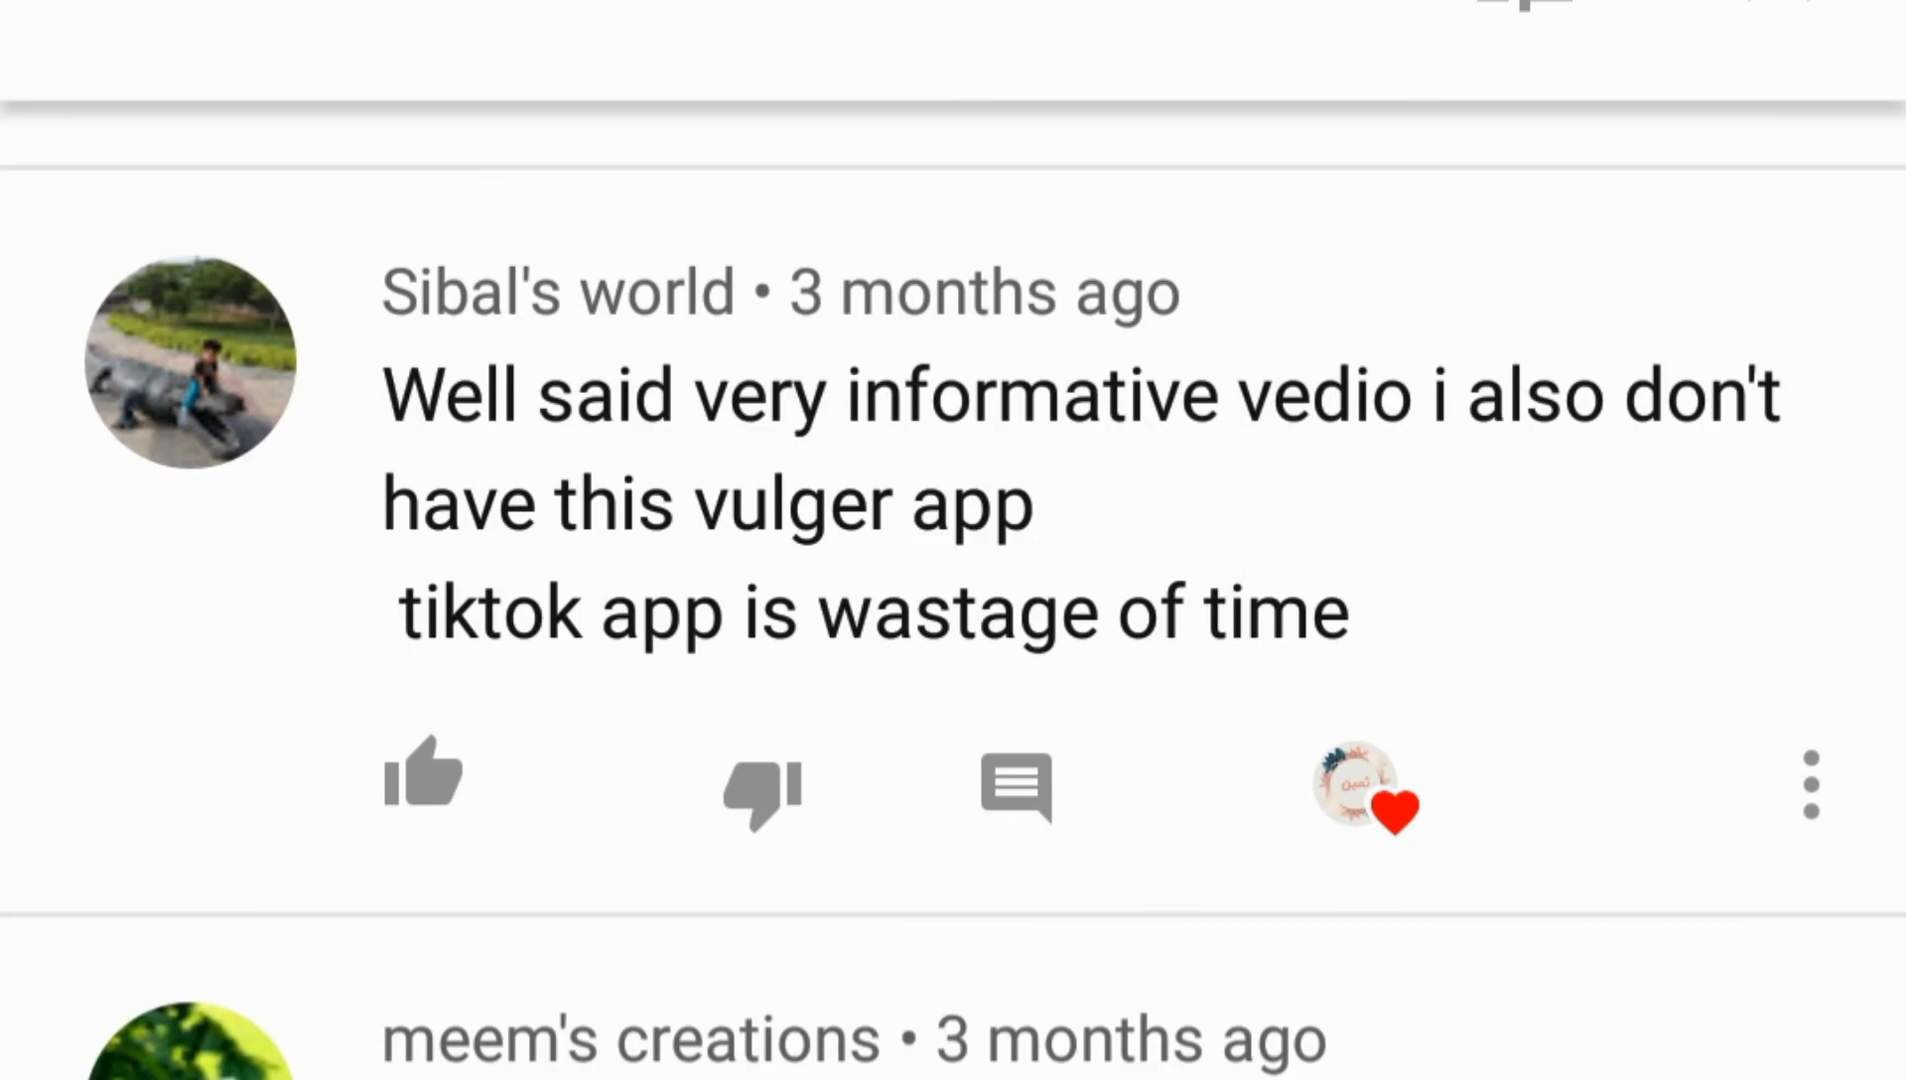 Sibal's world • 3 months ago
Well said very informative vedio i also don't
have this vulger app
tiktok app is wastage of time
ثمين
meem's creations • 3 months ago